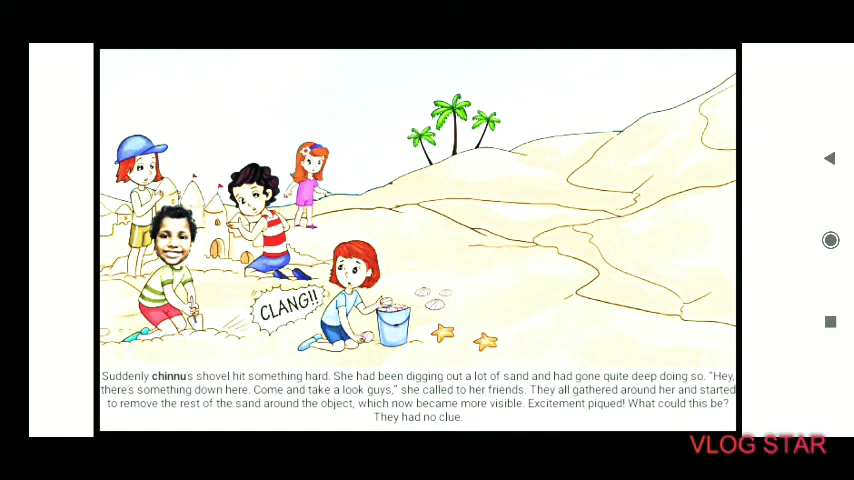 CLANG!!
Suddenly chinnu's shovel hit something hard. She had been digging out a lot of sand and had gone quite deep doing so. "Hey,
there's something down here. Come and take a look guys," she called to her friends. They all gathered around her and started
to remove the rest of the sand around the object, which now became more visible. Excitement piqued! What could this be?
They had no clue.
VLOG STAR